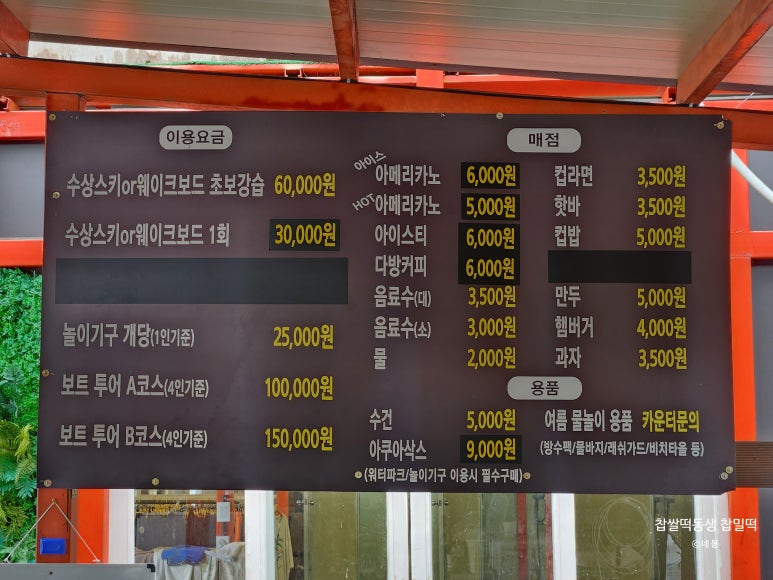 이용요금
수상스키or웨이크보드 초보강습 60,000원
수상스키or웨이크보드 1회 30,000원
놀이기구 개당(1인기준) 25,000원
보트 투어 A코스(4인기준) 100,000원
보트 투어 B코스(4인기준) 150,000원
매점
아이스 아메리카노 6,000원
HOT 아메리카노 5,000원
아이스티 6,000원
다방커피 6,000원
음료수(대) 3,500원
음료수(소) 3,000원
물 2,000원
컵라면 3,500원
핫바 3,500원
컵밥 5,000원
만두 5,000원
햄버거 4,000원
과자 3,500원
용품
수건 5,000원
아쿠아삭스 9,000원
(워터파크/놀이기구 이용시 필수구매)
여름 물놀이 용품 카운터문의
(방수팩/물바지/래쉬가드/비치타올 등)
찹쌀떡동생 찹밀떡
@네동